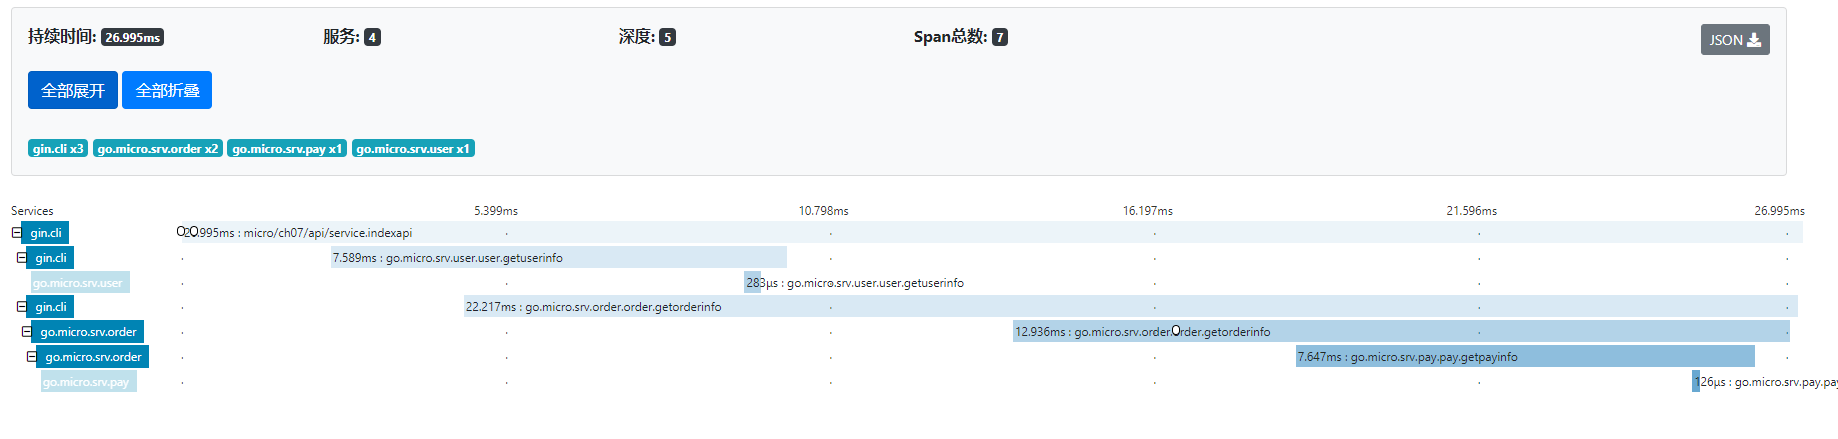 持续时间: 26.995ms 服务: 4 深度: 5 Span总数: 7 JSON
全部展开 全部折叠
gin.cli x3 go.micro.srv.order x2 go.micro.srv.pay x1 go.micro.srv.user x1
Services 5.399ms 10.798ms 16.197ms 21.596ms 26.995ms
gin.cli .995ms : micro/ch07/api/service.indexapi
gin.cli 7.589ms : go.micro.srv.user.user.getuserinfo
go.micro.srv.user 283μs : go.micro.srv.user.user.getuserinfo
gin.cli 22.217ms : go.micro.srv.order.order.getorderinfo
go.micro.srv.order 12.936ms : go.micro.srv.order.order.getorderinfo
go.micro.srv.order 7.647ms : go.micro.srv.pay.pay.getpayinfo
go.micro.srv.pay 126μs : go.micro.srv.pay.pay